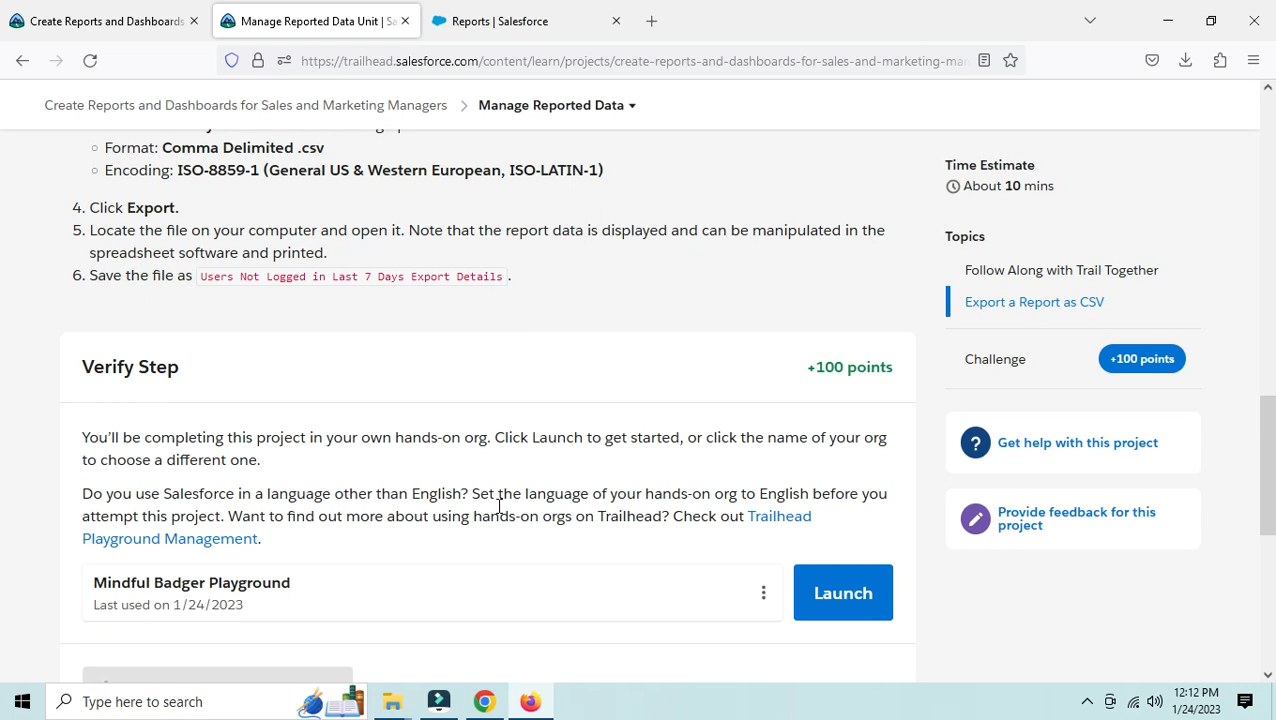 Create Reports and Dashboards
Manage Reported Data Unit | Sa
Reports | Salesforce
https://trailhead.salesforce.com/content/learn/projects/create-reports-and-dashboards-for-sales-and-marketing-ma
Create Reports and Dashboards for Sales and Marketing Managers > Manage Reported Data
Format: Comma Delimited .csv
Encoding: ISO-8859-1 (General US & Western European, ISO-LATIN-1)
4. Click Export.
5. Locate the file on your computer and open it. Note that the report data is displayed and can be manipulated in the
spreadsheet software and printed.
6. Save the file as Users Not Logged in Last 7 Days Export Details.
Verify Step
+100 points
You’ll be completing this project in your own hands-on org. Click Launch to get started, or click the name of your org
to choose a different one.
Do you use Salesforce in a language other than English? Set the language of your hands-on org to English before you
attempt this project. Want to find out more about using hands-on orgs on Trailhead? Check out Trailhead
Playground Management.
Mindful Badger Playground
Last used on 1/24/2023
Launch
Time Estimate
About 10 mins
Topics
Follow Along with Trail Together
Export a Report as CSV
Challenge
+100 points
? Get help with this project
Provide feedback for this
project
Type here to search
12:12 PM
1/24/2023